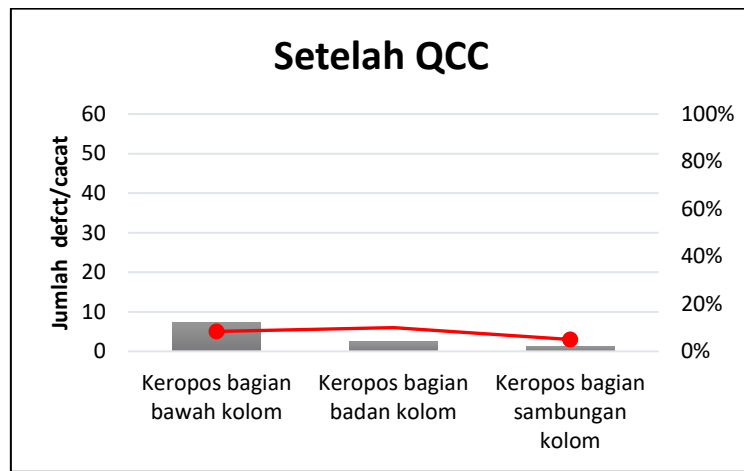 Setelah QCC
Jumlah defct/cacat
60
50
40
30
20
10
0
100%
80%
60%
40%
20%
0%
Keropos bagian
bawah kolom
Keropos bagian
badan kolom
Keropos bagian
sambungan
kolom